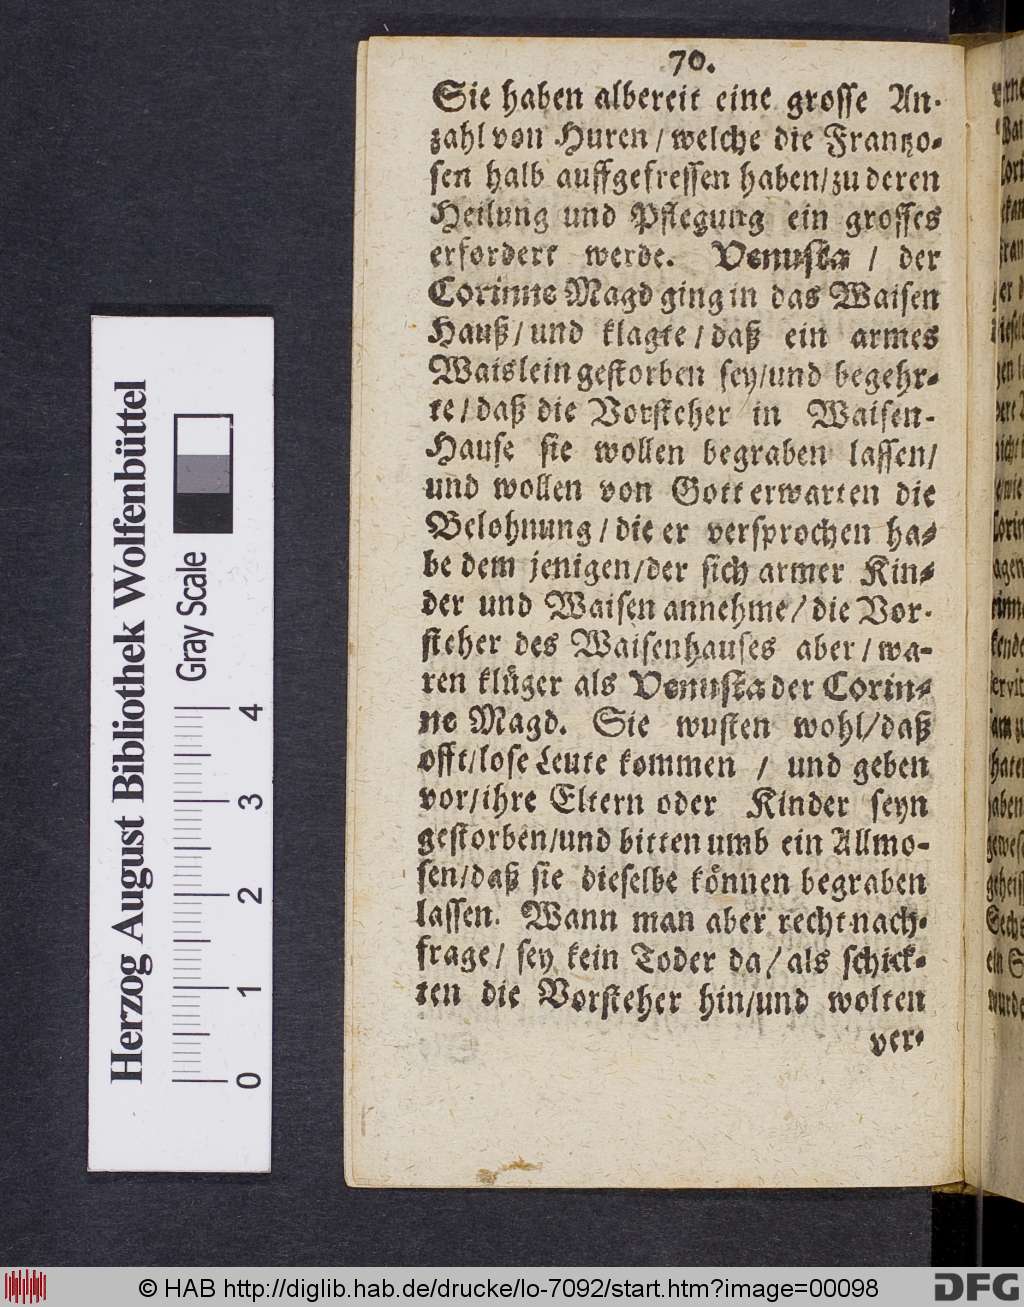 70.
Sie haben albereit eine grosse An-
zahl von Huren / welche die Frantzo-
sen halb auffgefressen haben/zu deren
Heilung und Pflegung ein grosses
erfordert werde. Venusta / der
Corinne Magd ging in das Waisen
Hauß/ und klagte / daß ein armes
Waislein gestorben sey/und begehr-
te / daß die Vorsteher in Waisen-
Hause sie wollen begraben lassen/
und wollen von Gott erwarten die
Belohnung / die er versprochen ha-
be dem jenigen/der sich armer Kin-
der und Waisen annehme/ die Vor-
steher des Waisenhauses aber / wa-
ren klüger als Venusta der Corin-
ne Magd. Sie wusten wohl/daß
offt/lose Leute kommen / und geben
vor/ihre Eltern oder Kinder seyn
gestorben/und bitten umb ein Allmo-
sen/daß sie dieselbe können begraben
lassen. Wann man aber recht nach-
frage/ sey kein Toder da/ als schick-
ten die Vorsteher hin/und wolten
ver-
Herzog August Bibliothek Wolfenbüttel
Gray Scale
0 1 2 3 4
© HAB http://diglib.hab.de/drucke/lo-7092/start.htm?image=00098
DFG